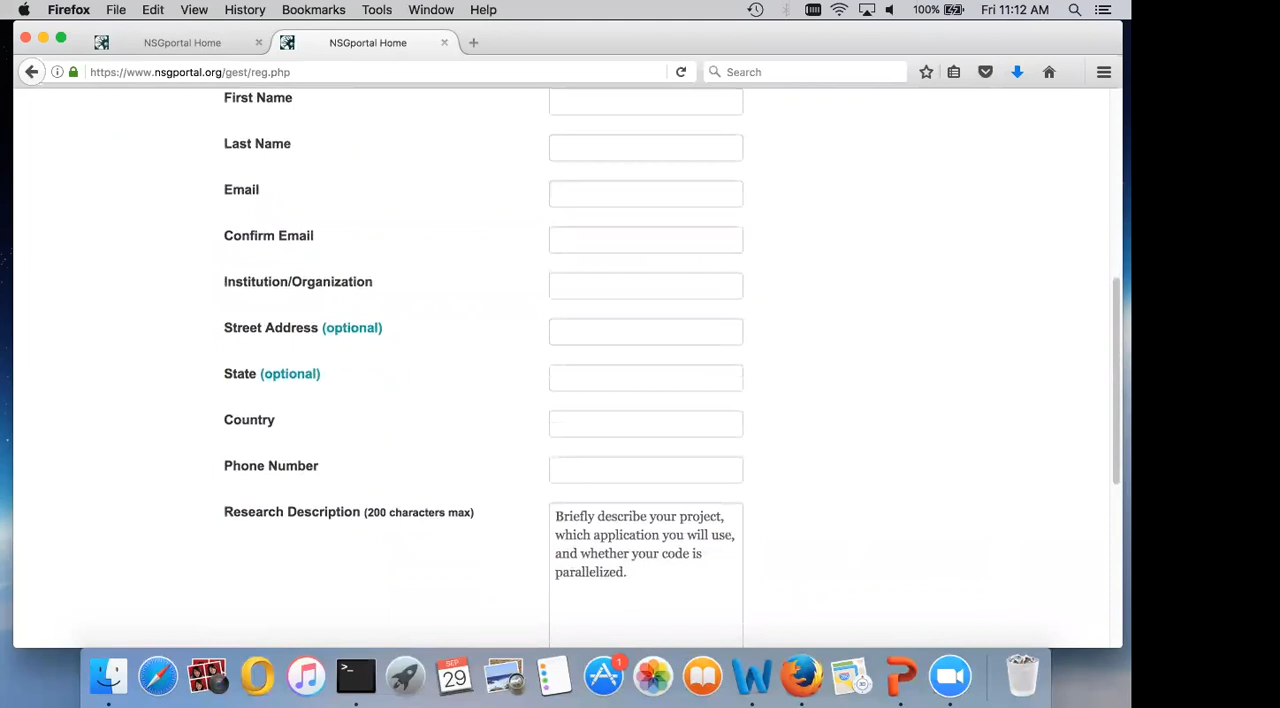 Firefox File Edit View History Bookmarks Tools Window Help 100% Fri 11:12 AM
NSGportal Home NSGportal Home
https://www.nsgportal.org/gest/reg.php Search
First Name
Last Name
Email
Confirm Email
Institution/Organization
Street Address (optional)
State (optional)
Country
Phone Number
Research Description (200 characters max)
Briefly describe your project,
which application you will use,
and whether your code is
parallelized.
SEP
29
1